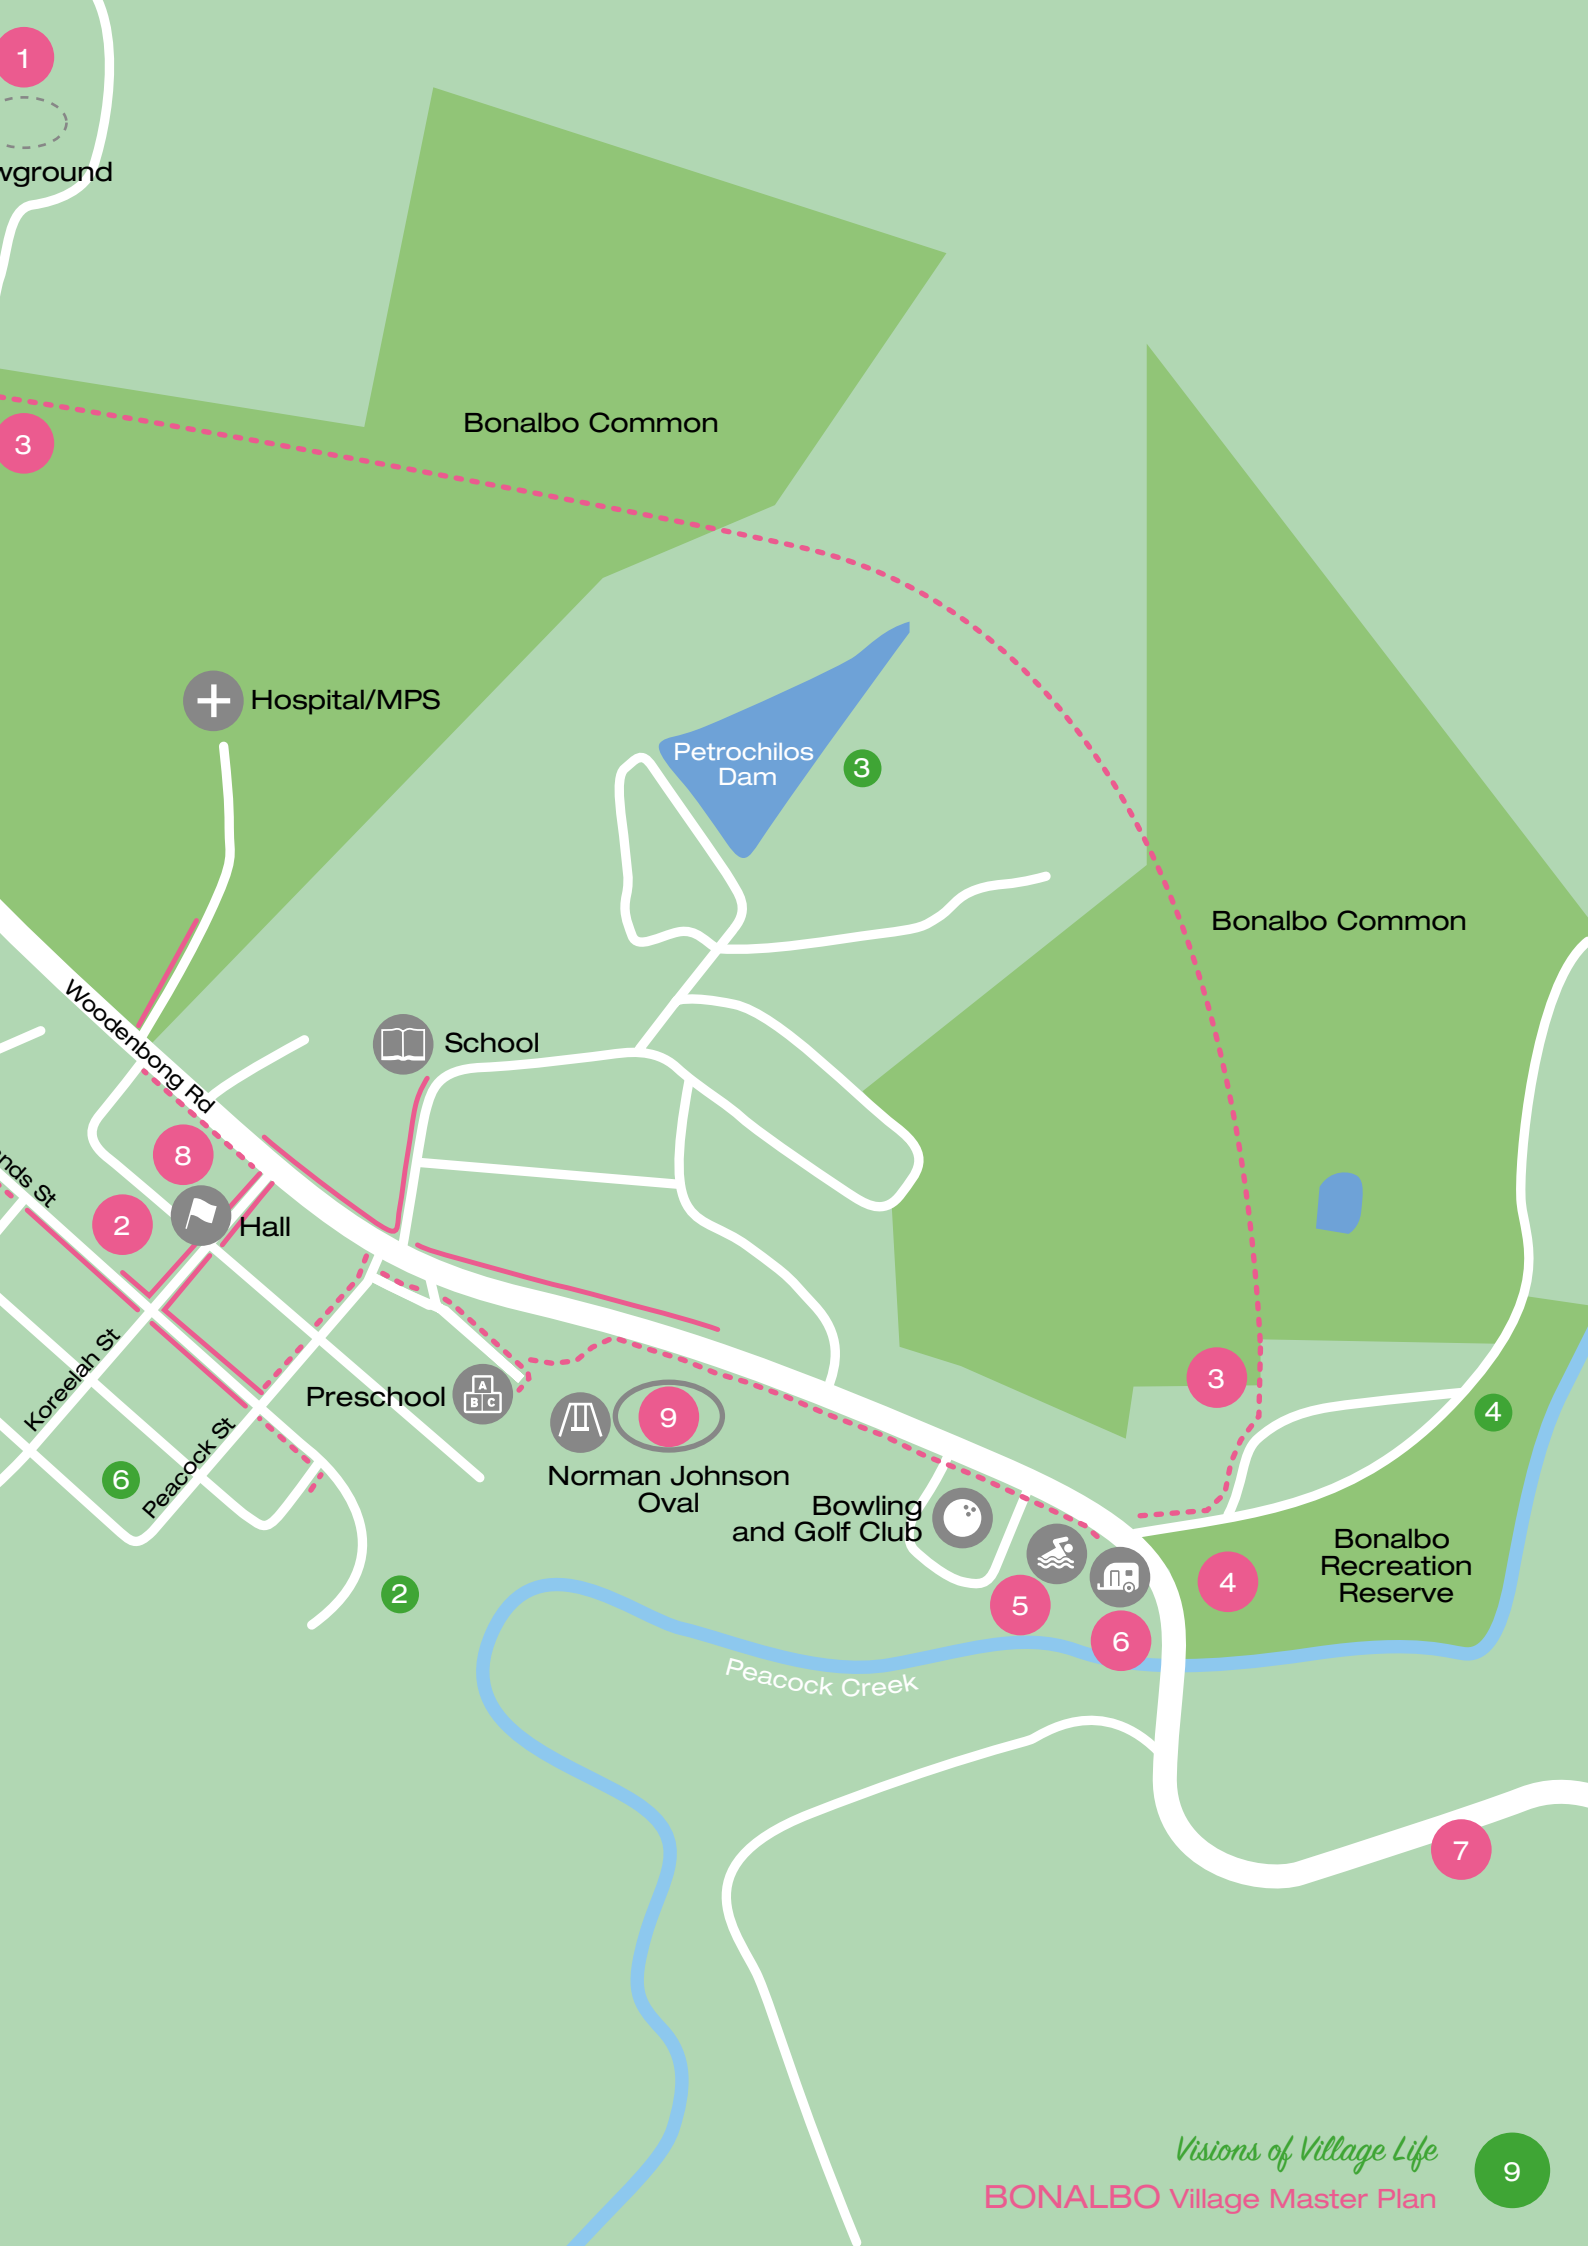 1
wground
Bonalbo Common
3
Hospital/MPS
Petrochilos
Dam
3
Bonalbo Common
Woodenbong Rd
School
8
nds St
2
Hall
Koreelah St
Peacock St
6
Preschool
A
B C
9
Norman Johnson
Oval
3
4
Bowling
and Golf Club
Bonalbo
Recreation
Reserve
4
2
5
6
Peacock Creek
7
Visions of Village Life
BONALBO Village Master Plan
9